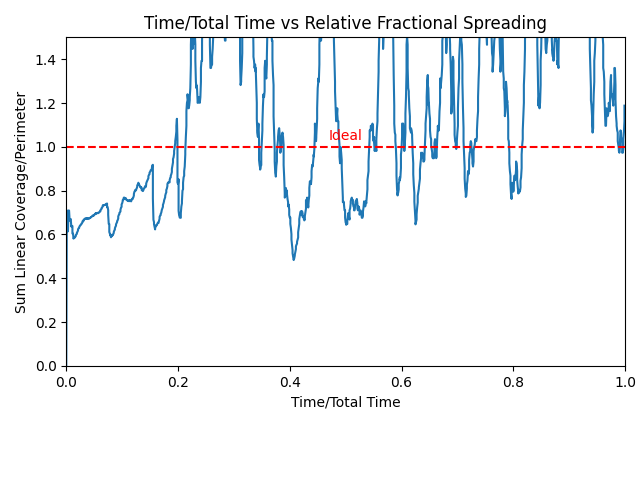 Time/Total Time vs Relative Fractional Spreading
Sum Linear Coverage/Perimeter
1.4
1.2
1.0
0.8
0.6
0.4
0.2
0.0
Ideal
0.0 0.2 0.4 0.6 0.8 1.0
Time/Total Time